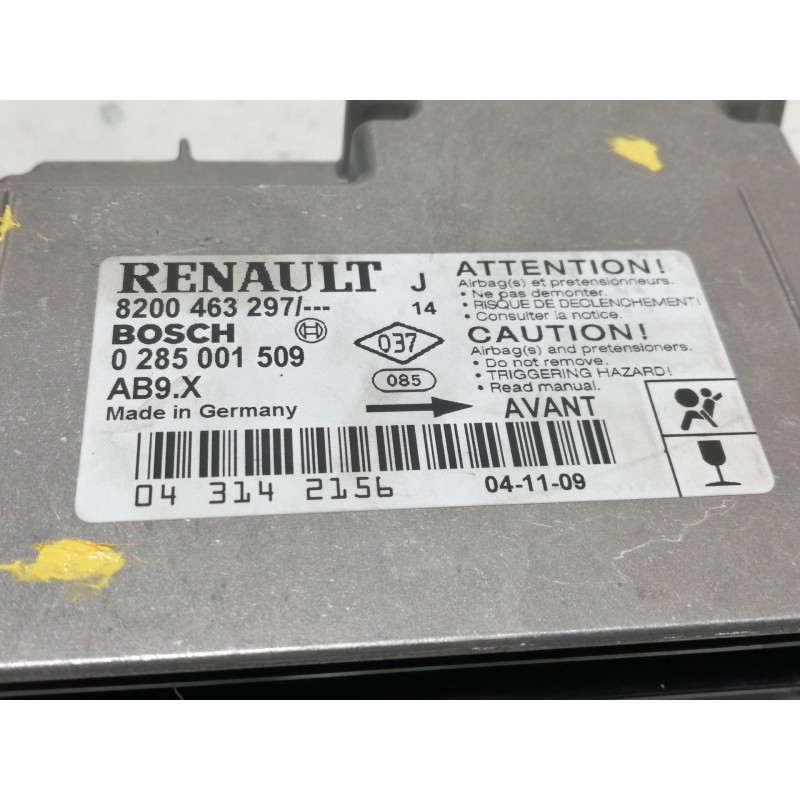 RENAULT J
8200 463 297/--- 14
BOSCH
0 285 001 509
AB9.X
Made in Germany
037
085
AVANT
ATTENTION!
Airbag(s) et pretensionneurs.
• Ne pas demonter.
• RISQUE DE DECLENCHEMENT!
• Consulter la notice.
CAUTION!
Airbag(s) and pretensioners.
• Do not remove.
• TRIGGERING HAZARD!
• Read manual.
04 3142 2156
04-11-09